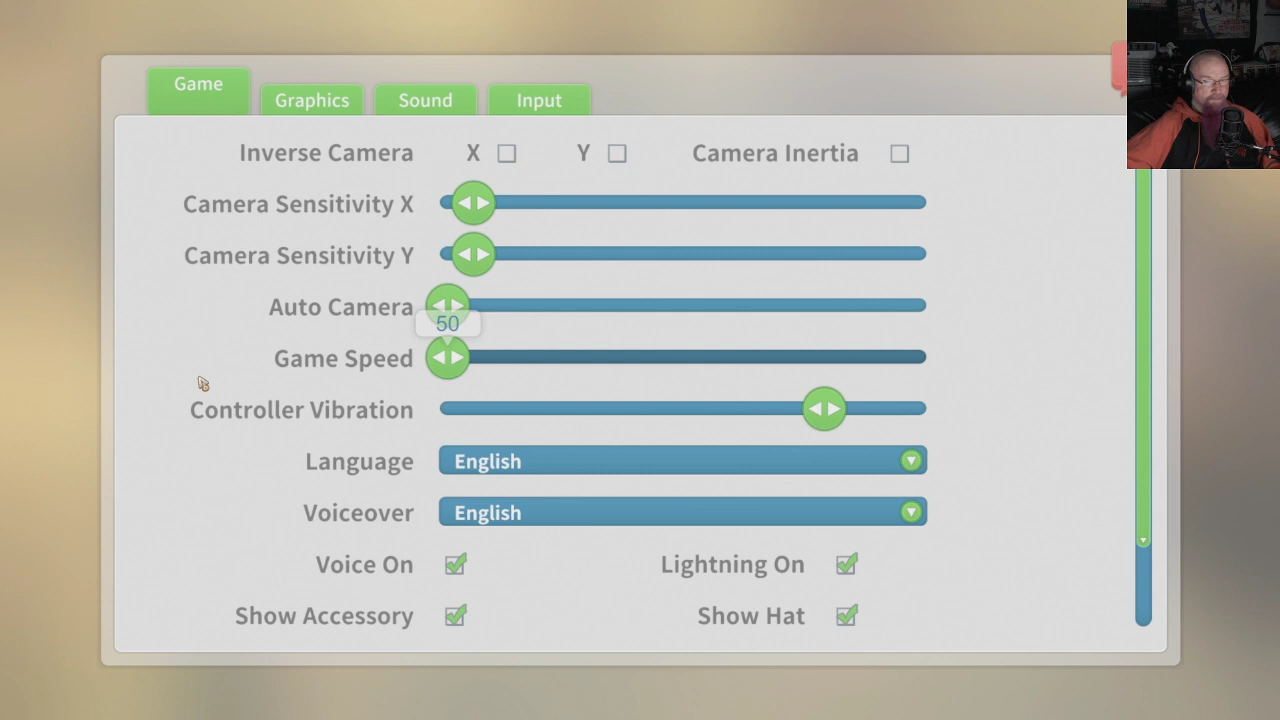 Game
Graphics
Sound
Input
Inverse Camera X Y Camera Inertia
Camera Sensitivity X
Camera Sensitivity Y
Auto Camera
50
Game Speed
Controller Vibration
Language English
Voiceover English
Voice On Lightning On
Show Accessory Show Hat